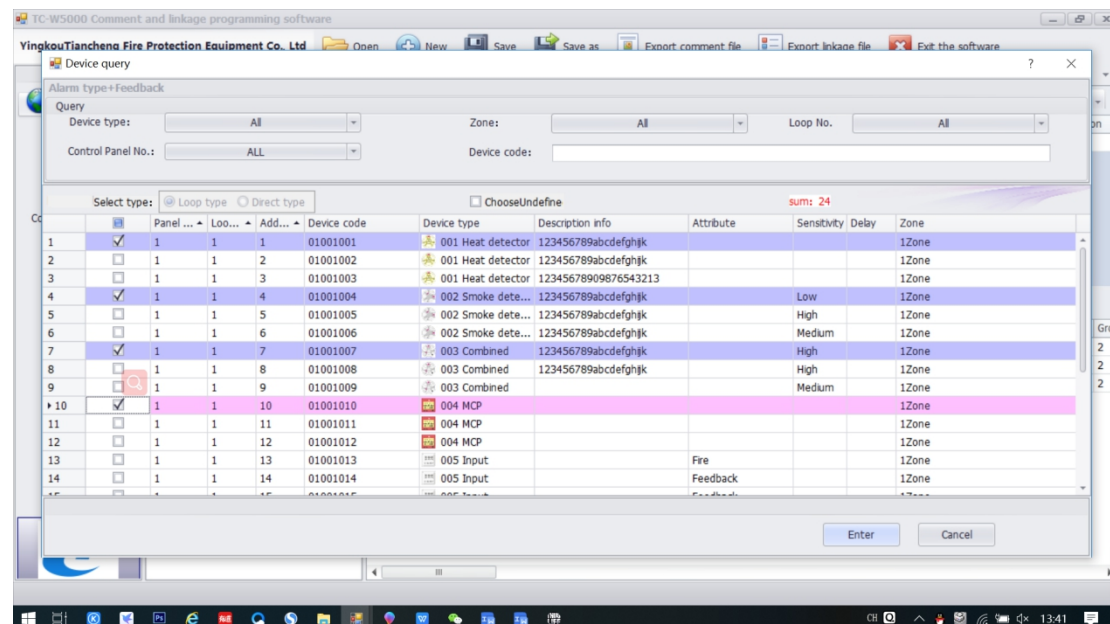 TC-W5000 Comment and linkage programming software
YingkouTiancheng Fire Protection Equipment Co., Ltd Open New Save Save as Export comment file Export linkage file Exit the software
Device query ? ×
Alarm type+Feedback
Query
Device type: All Zone: All Loop No. All
Control Panel No.: ALL Device code:
Select type: Loop type Direct type ChooseUndefine sum: 24
Panel ... Loo... Add... Device code Device type Description info Attribute Sensitivity Delay Zone
1 1 1 1 01001001 001 Heat detector 123456789abcdefghijk 1Zone
2 1 1 2 01001002 001 Heat detector 123456789abcdefghijk 1Zone
3 1 1 3 01001003 001 Heat detector 12345678909876543213 1Zone
4 1 1 4 01001004 002 Smoke dete... 123456789abcdefghijk Low 1Zone
5 1 1 5 01001005 002 Smoke dete... 123456789abcdefghijk High 1Zone
6 1 1 6 01001006 002 Smoke dete... 123456789abcdefghijk Medium 1Zone
7 1 1 7 01001007 003 Combined 123456789abcdefghijk High 1Zone
8 1 1 8 01001008 003 Combined 123456789abcdefghijk High 1Zone
9 1 1 9 01001009 003 Combined Medium 1Zone
10 1 1 10 01001010 004 MCP 1Zone
11 1 1 11 01001011 004 MCP 1Zone
12 1 1 12 01001012 004 MCP 1Zone
13 1 1 13 01001013 005 Input Fire 1Zone
14 1 1 14 01001014 005 Input Feedback 1Zone
Enter Cancel
CH 13:41